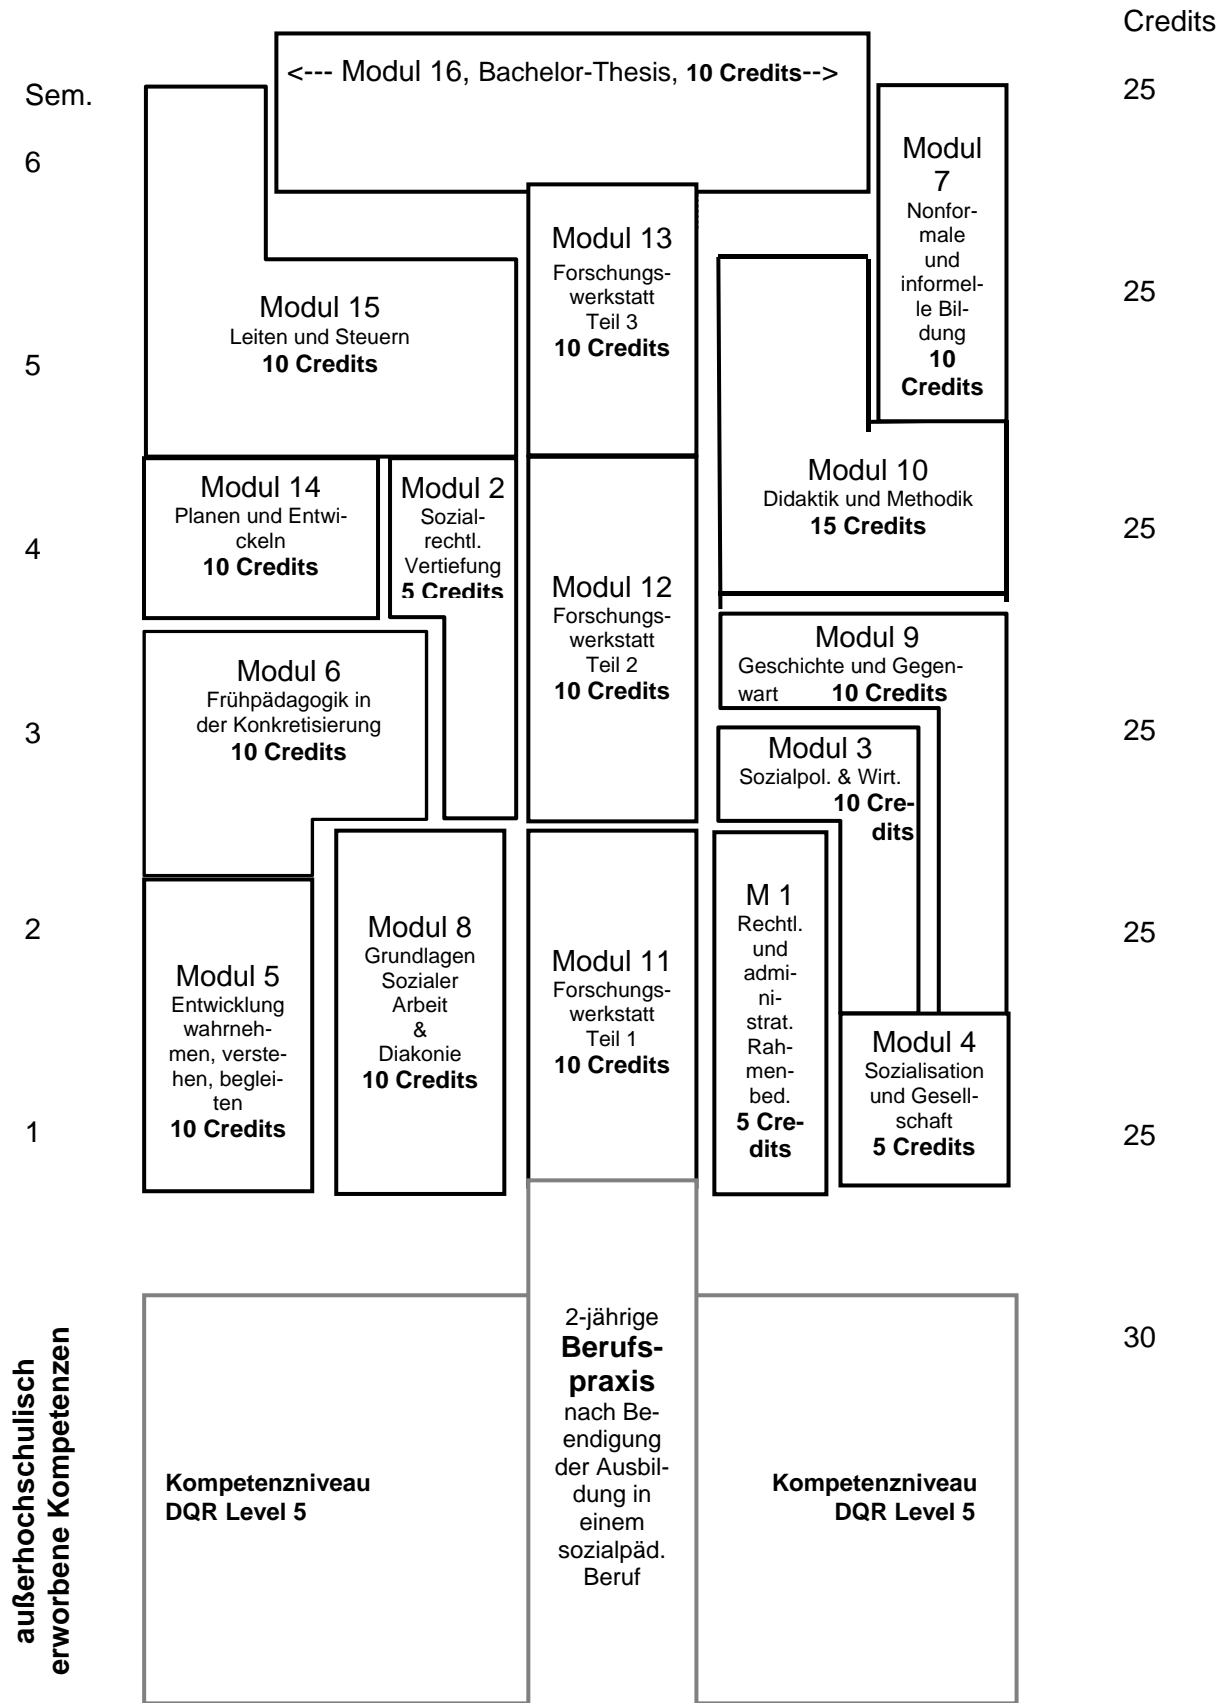 Credits
<--- Modul 16, Bachelor-Thesis, 10 Credits-->
Sem.
25
6
Modul
7
Nonfor-
male
und
informel-
le Bil-
dung
10
Credits
Modul 13
Forschungs-
werkstatt
Teil 3
10 Credits
25
Modul 15
Leiten und Steuern
10 Credits
5
Modul 10
Didaktik und Methodik
15 Credits
Modul 14
Planen und Entwi-
ckeln
10 Credits
Modul 2
Sozial-
rechtl.
Vertiefung
5 Credits
25
4
Modul 12
Forschungs-
werkstatt
Teil 2
10 Credits
Modul 9
Geschichte und Gegen-
wart 10 Credits
Modul 6
Frühpädagogik in
der Konkretisierung
10 Credits
3
25
Modul 3
Sozialpol. & Wirt.
10 Cre-
dits
M 1
Rechtl.
und
admi-
ni-
strat.
Rah-
men-
bed.
5 Cre-
dits
2
25
Modul 8
Grundlagen
Sozialer
Arbeit
&
Diakonie
10 Credits
Modul 11
Forschungs-
werkstatt
Teil 1
10 Credits
Modul 5
Entwicklung
wahrneh-
men, verste-
hen, beglei-
ten
10 Credits
Modul 4
Sozialisation
und Gesell-
schaft
5 Credits
1
25
30
2-jährige
Berufs-
praxis
nach Be-
endigung
der Ausbil-
dung in
einem
sozialpäd.
Beruf
außerhochschulisch
erworbene Kompetenzen
Kompetenzniveau
DQR Level 5
Kompetenzniveau
DQR Level 5